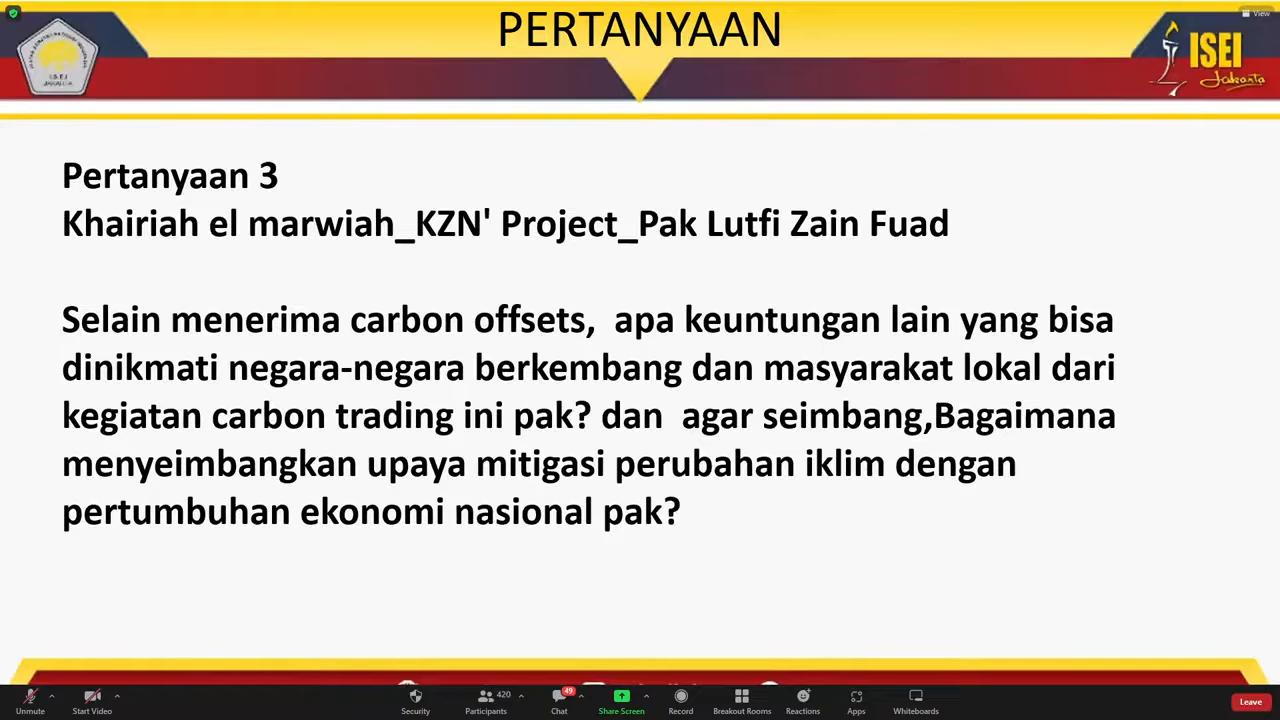 PERTANYAAN
View
ISEI
Jakarta
Pertanyaan 3
Khairiah el marwiah_KZN' Project_Pak Lutfi Zain Fuad
Selain menerima carbon offsets,  apa keuntungan lain yang bisa
dinikmati negara-negara berkembang dan masyarakat lokal dari
kegiatan carbon trading ini pak? dan  agar seimbang,Bagaimana
menyeimbangkan upaya mitigasi perubahan iklim dengan
pertumbuhan ekonomi nasional pak?
Unmute
Start Video
Security
420
Participants
49
Chat
Share Screen
Record
Breakout Rooms
Reactions
Apps
Whiteboards
Leave